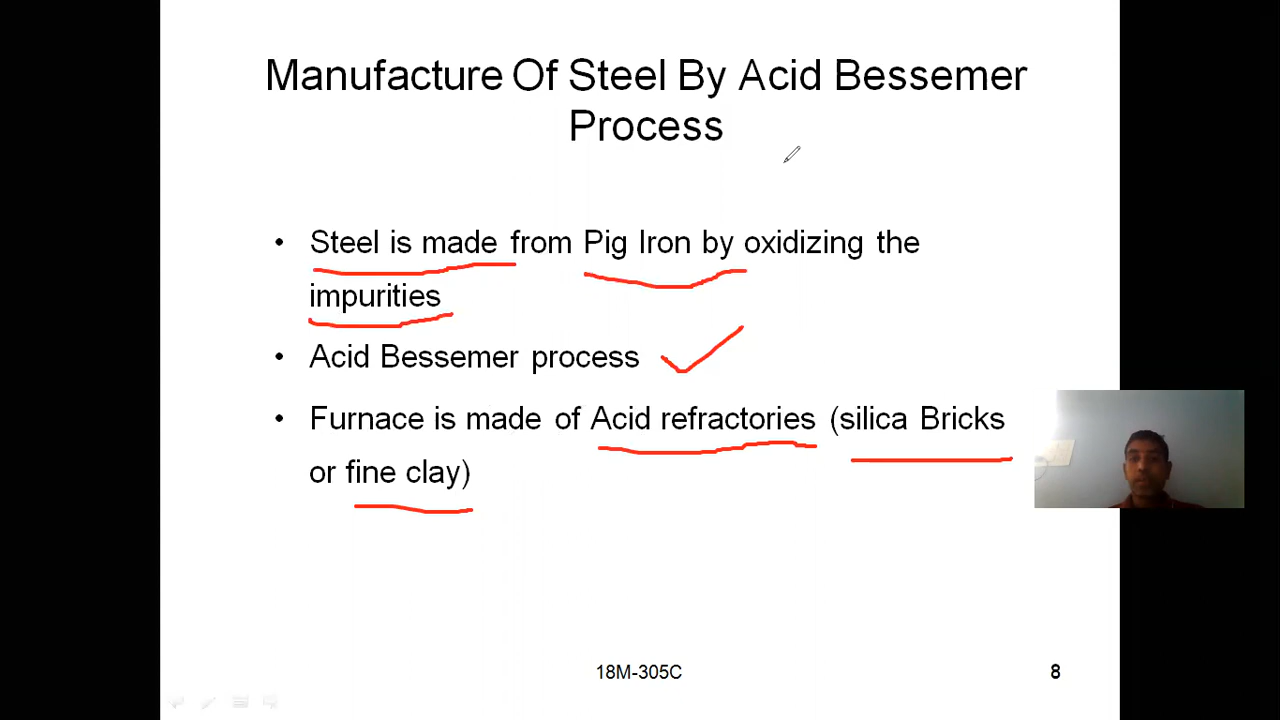 Manufacture Of Steel By Acid Bessemer
Process
• Steel is made from Pig Iron by oxidizing the
impurities
• Acid Bessemer process
• Furnace is made of Acid refractories (silica Bricks
or fine clay)
18M-305C
8